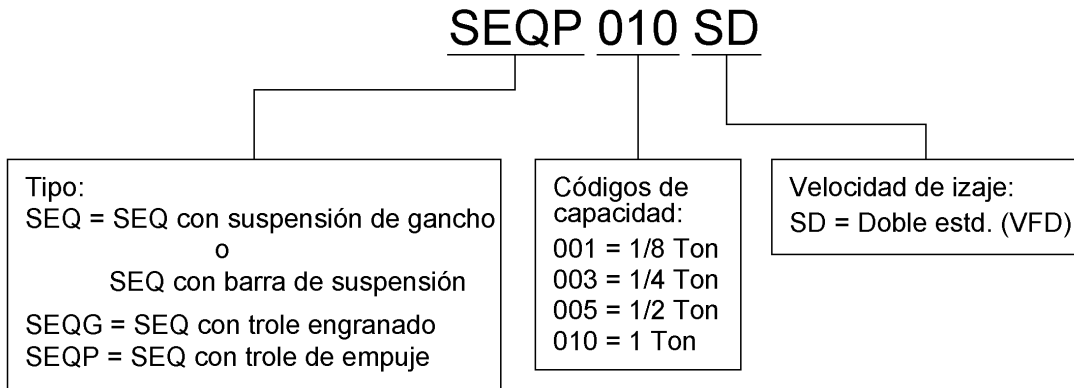 SEQP 010 SD
Tipo:
SEQ = SEQ con suspensión de gancho
o
SEQ con barra de suspensión
SEQG = SEQ con trole engranado
SEQP = SEQ con trole de empuje
Códigos de
capacidad:
001 = 1/8 Ton
003 = 1/4 Ton
005 = 1/2 Ton
010 = 1 Ton
Velocidad de izaje:
SD = Doble estd. (VFD)